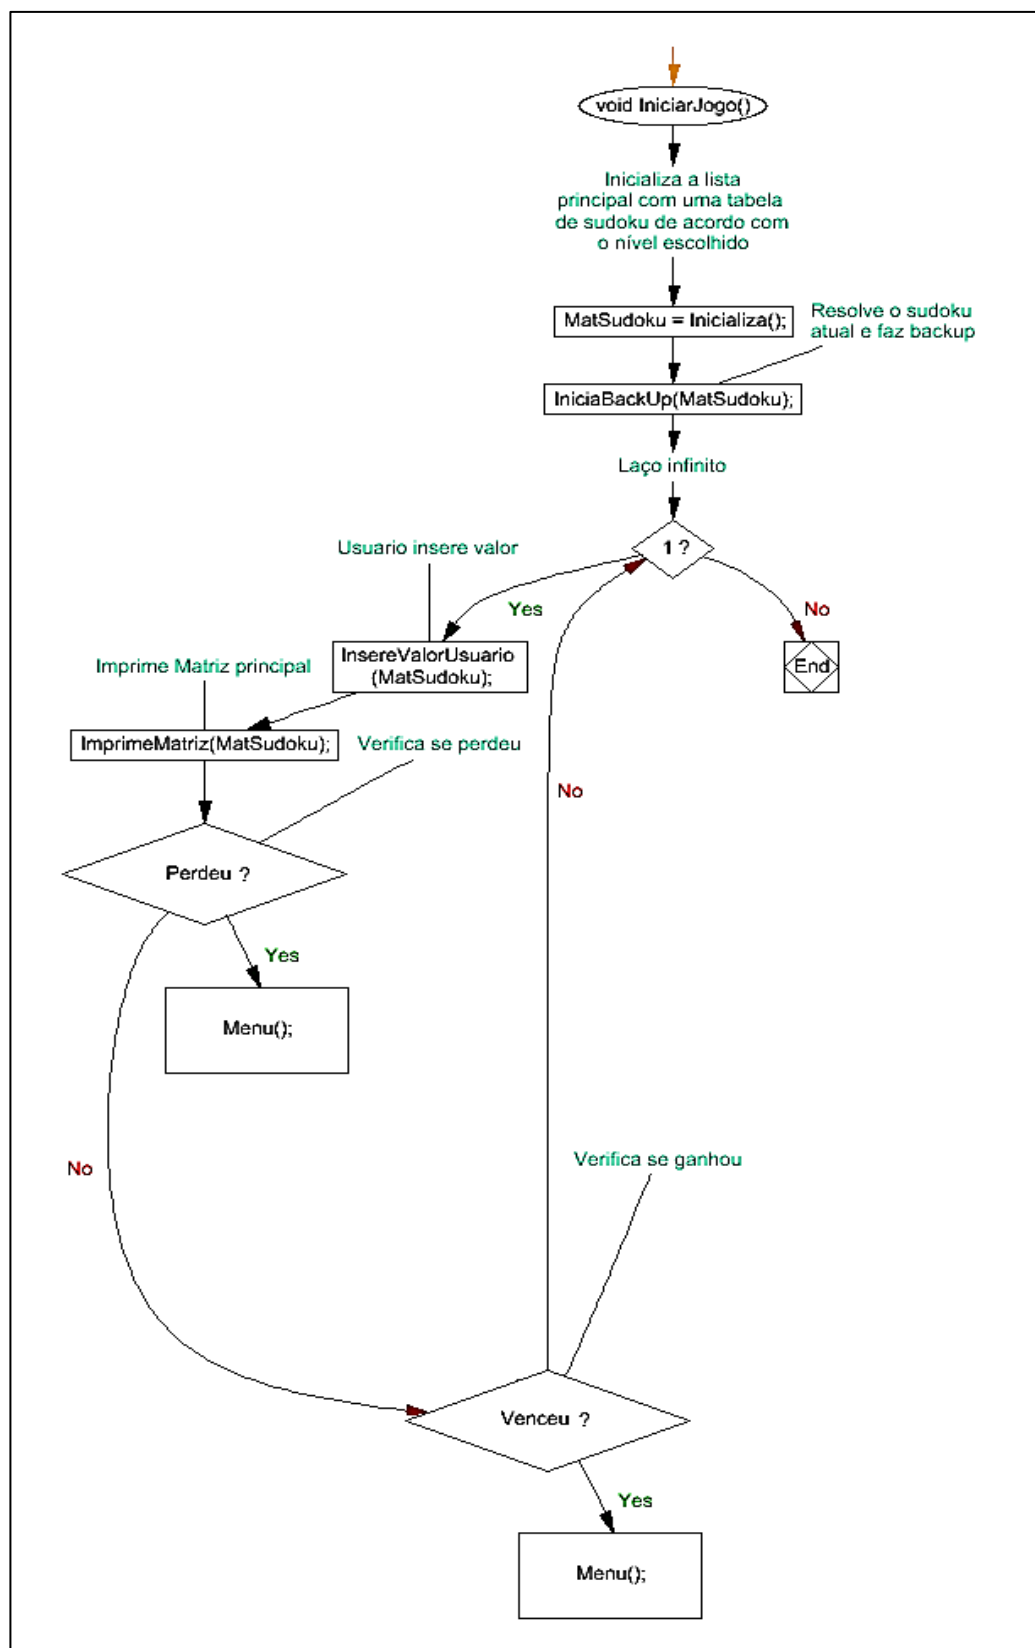 void IniciarJogo()
Inicializa a lista
principal com uma tabela
de sudoku de acordo com
o nível escolhido
MatSudoku = Inicializa();
Resolve o sudoku
atual e faz backup
IniciaBackUp(MatSudoku);
Laço infinito
1 ?
Usuario insere valor
Yes
No
InsereValorUsuario
(MatSudoku);
End
Imprime Matriz principal
ImprimeMatriz(MatSudoku);
Verifica se perdeu
No
Perdeu ?
Yes
Menu();
No
Verifica se ganhou
Venceu ?
Yes
Menu();